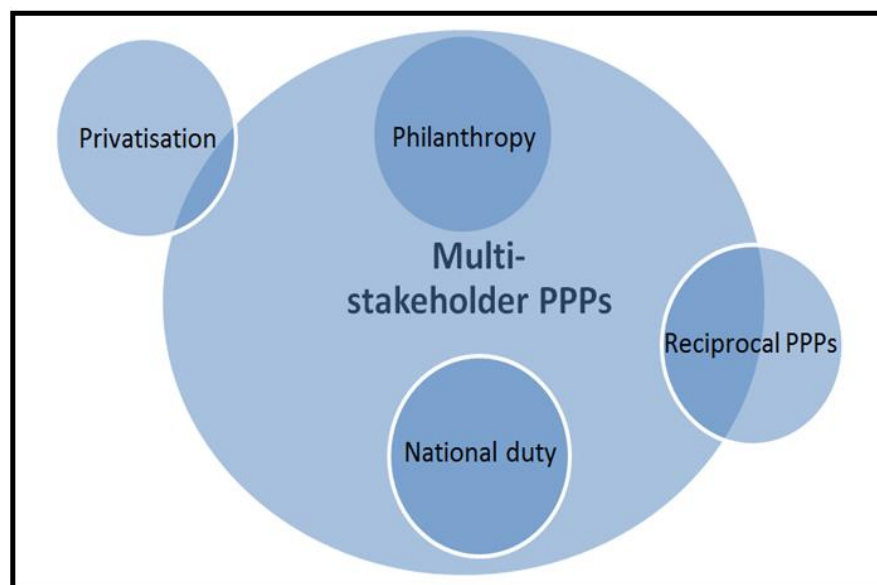 Privatisation
Philanthropy
Multi-
stakeholder PPPs
Reciprocal PPPs
National duty